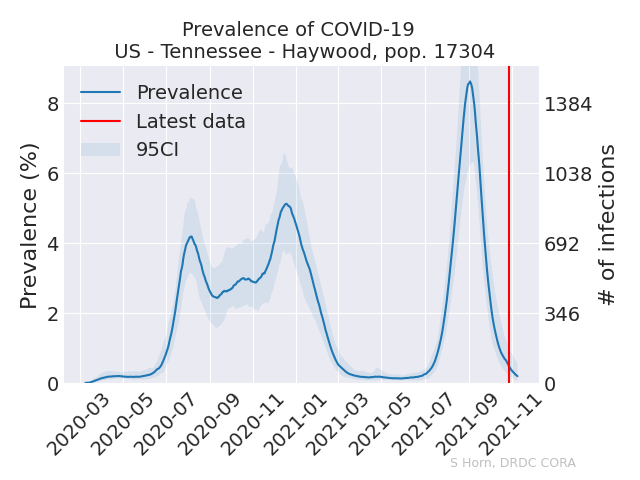 Prevalence of COVID-19
US - Tennessee - Haywood, pop. 17304
Prevalence
Latest data
95CI
Prevalence (%)
8
6
4
2
0
# of infections
1384
1038
692
346
0
2020-03
2020-05
2020-07
2020-09
2020-11
2021-01
2021-03
2021-05
2021-07
2021-09
2021-11
S Horn, DRDC CORA